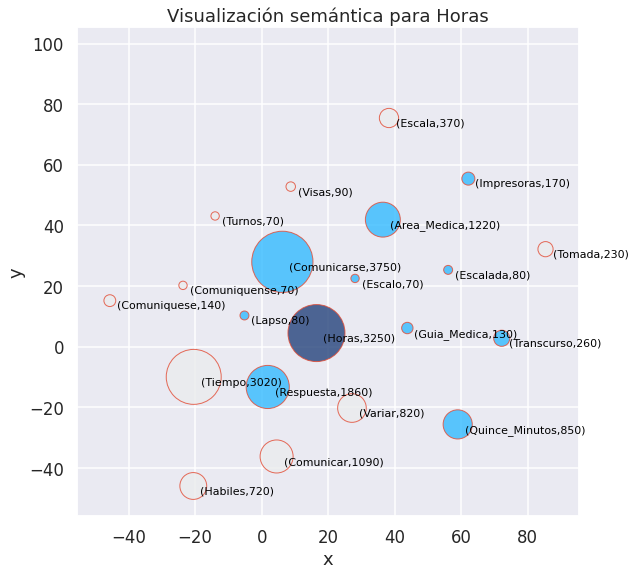 Visualización semántica para Horas
100
80
60
40
20
0
−20
−40
y
(Escala,370)
(Impresoras,170)
(Visas,90)
(Turnos,70)
(Area_Medica,1220)
(Tomada,230)
(Comunicarse,3750)
(Escalada,80)
(Escalo,70)
(Comuniquense,70)
(Comuniquese,140)
(Lapso,80)
(Guia_Medica,130)
(Horas,3250)
(Transcurso,260)
(Tiempo,3020)
(Respuesta,1860)
(Variar,820)
(Quince_Minutos,850)
(Comunicar,1090)
(Habiles,720)
−40 −20 0 20 40 60 80
x